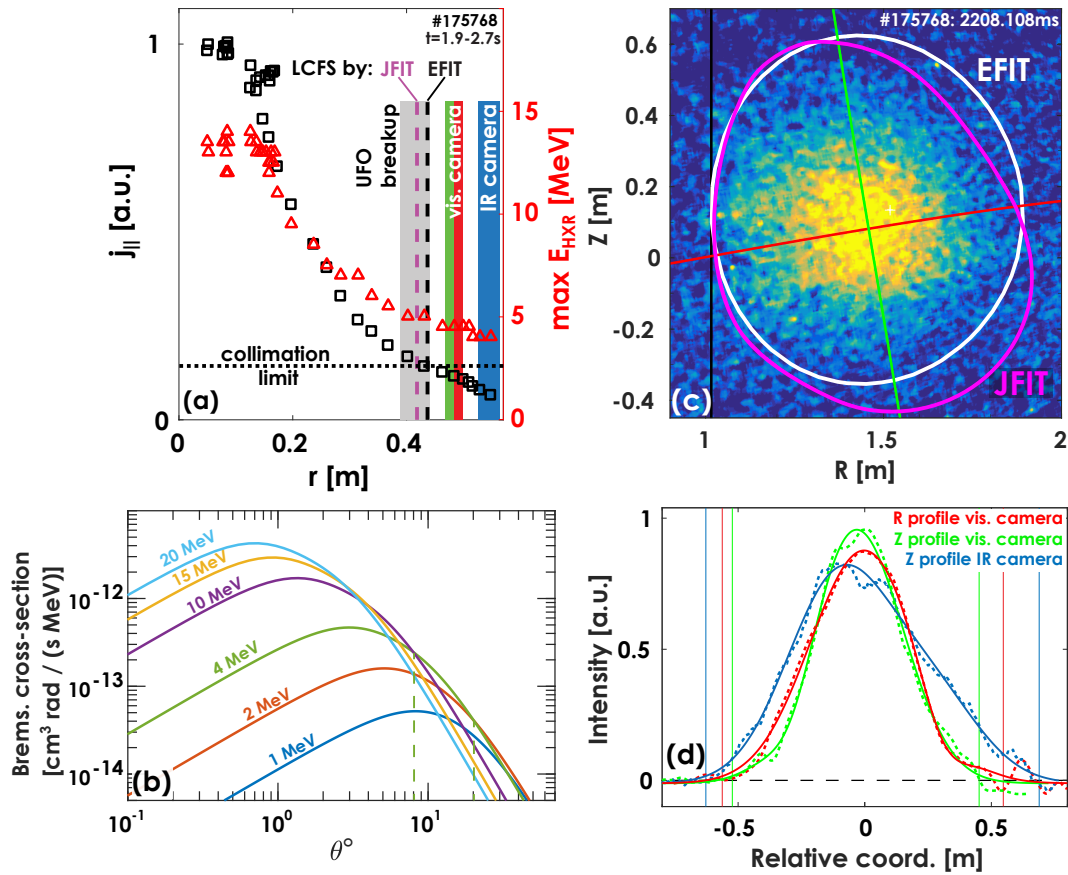 #175768
t=1.9-2.7s
LCFS by: JFIT EFIT
UFO
breakup
vis. camera
IR camera
collimation
limit
(a)
1
0
j|| [a.u.]
15
10
5
0
max E_HXR [MeV]
0 0.2 0.4
r [m]
#175768: 2208.108ms
EFIT
JFIT
(c)
0.6
0.4
0.2
0
-0.2
-0.4
Z [m]
1 1.5 2
R [m]
20 MeV
15 MeV
10 MeV
4 MeV
2 MeV
1 MeV
(b)
10⁻¹²
10⁻¹³
10⁻¹⁴
Brems. cross-section
[cm³ rad / (s MeV)]
10⁻¹ 10⁰ 10¹
θ°
R profile vis. camera
Z profile vis. camera
Z profile IR camera
(d)
1
0.5
0
Intensity [a.u.]
-0.5 0 0.5
Relative coord. [m]